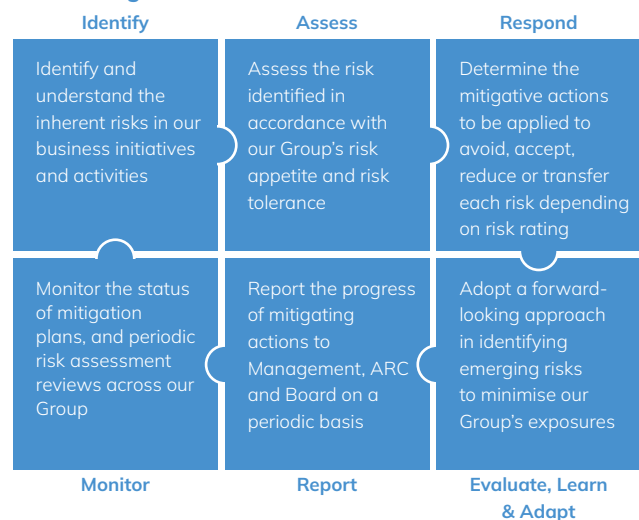 Identify
Assess
Respond
Identify and
understand the
inherent risks in our
business initiatives
and activities
Assess the risk
identified in
accordance with
our Group's risk
appetite and risk
tolerance
Determine the
mitigative actions
to be applied to
avoid, accept,
reduce or transfer
each risk depending
on risk rating
Monitor the status
of mitigation
plans, and periodic
risk assessment
reviews across our
Group
Report the progress
of mitigating
actions to
Management, ARC
and Board on a
periodic basis
Adopt a forward-
looking approach
in identifying
emerging risks
to minimise our
Group's exposures
Monitor
Report
Evaluate, Learn
& Adapt